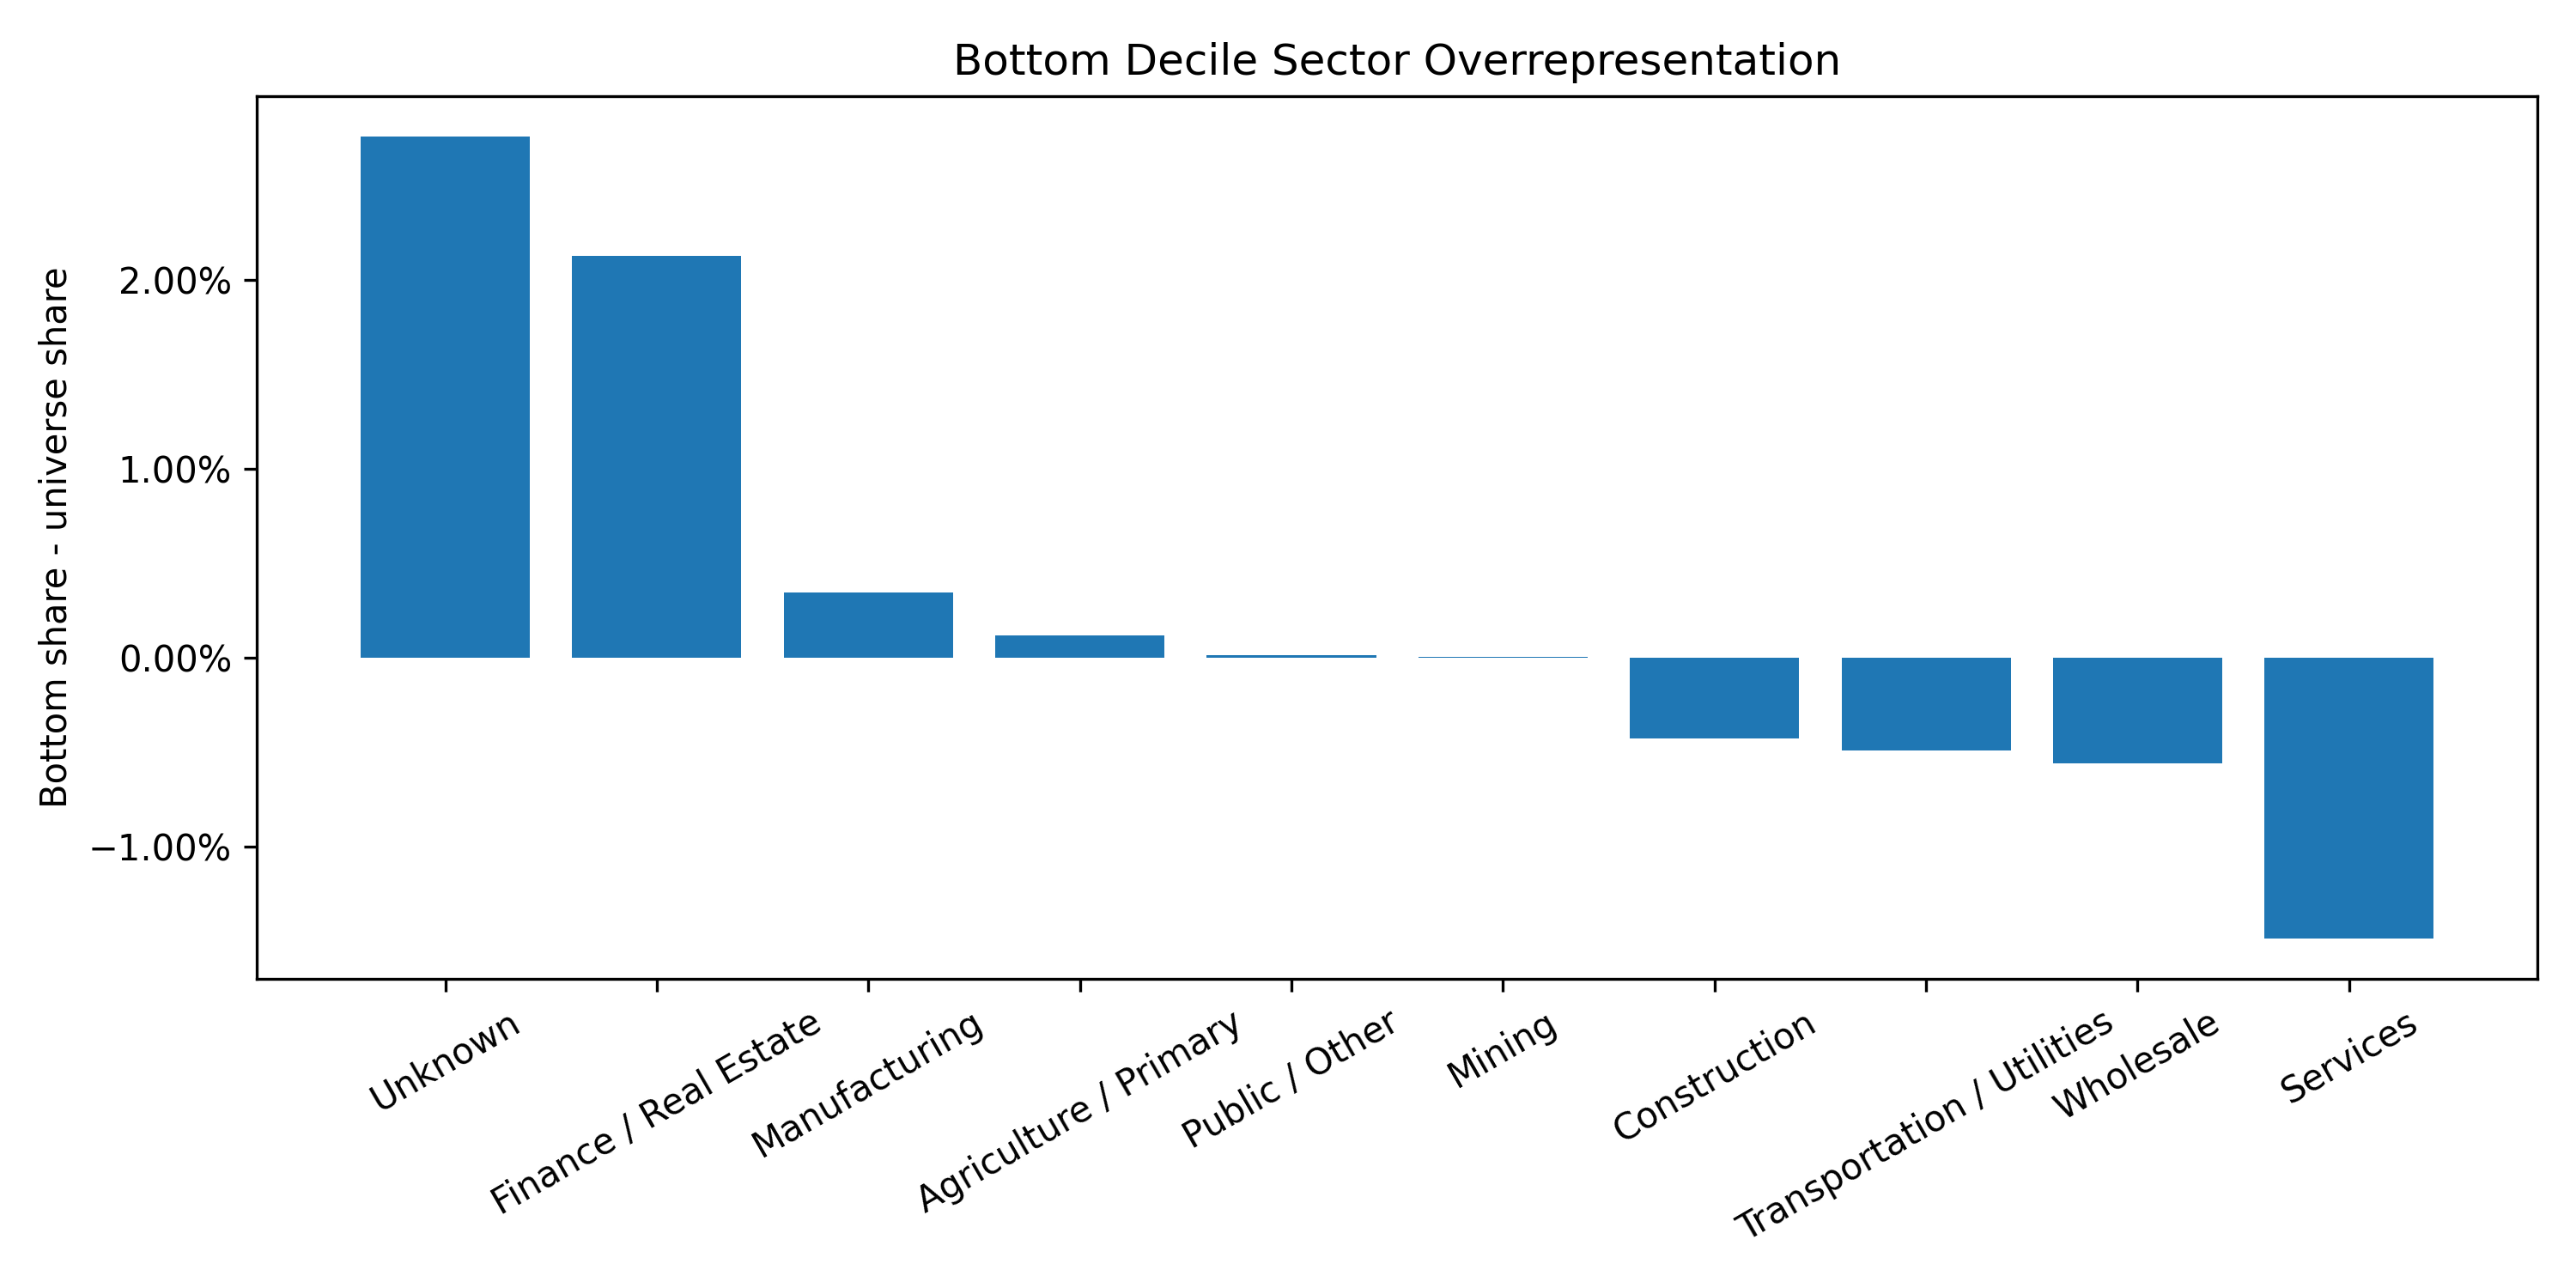 Bottom Decile Sector Overrepresentation
Bottom share - universe share
2.00%
1.00%
0.00%
−1.00%
Unknown
Finance / Real Estate
Manufacturing
Agriculture / Primary
Public / Other
Mining
Construction
Transportation / Utilities
Wholesale
Services